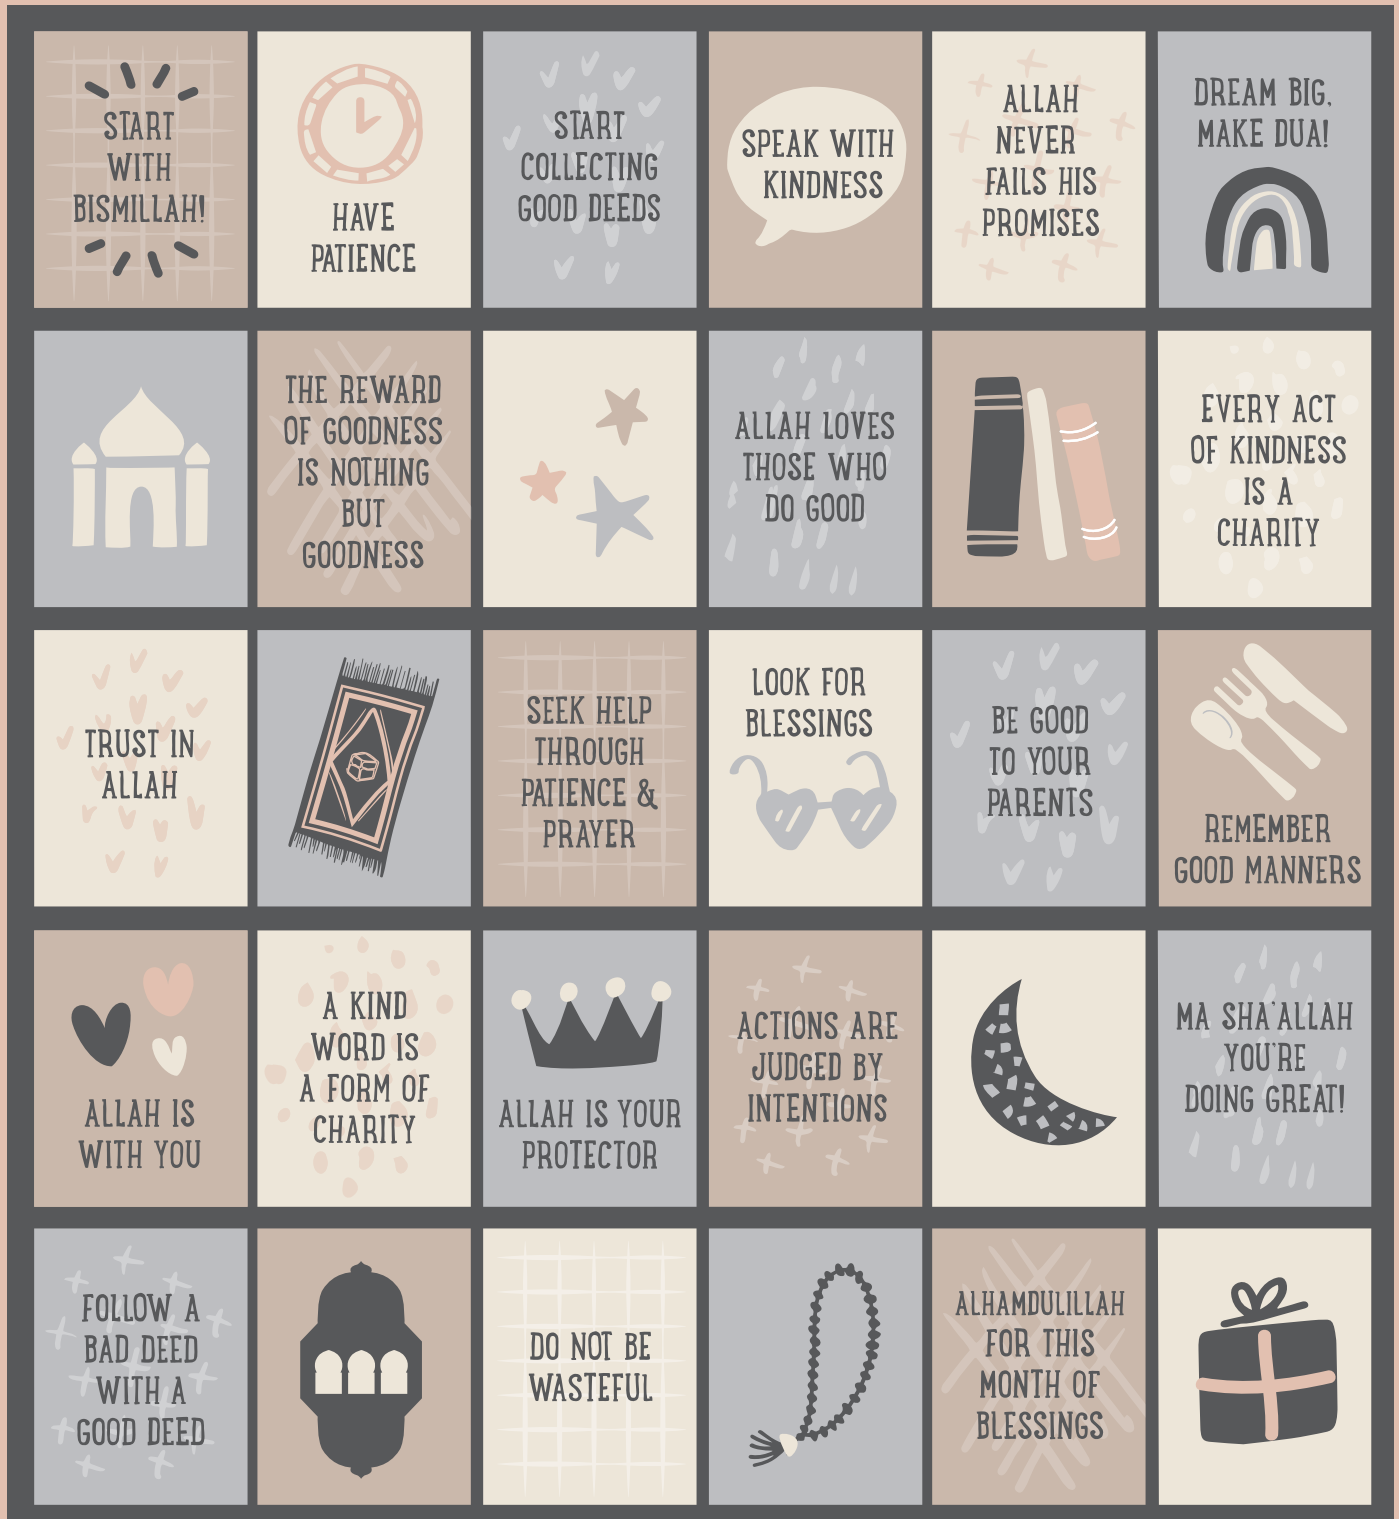 START
WITH
BISMILLAH!
HAVE
PATIENCE
START
COLLECTING
GOOD DEEDS
SPEAK WITH
KINDNESS
ALLAH
NEVER
FAILS HIS
PROMISES
DREAM BIG,
MAKE DUA!
THE REWARD
OF GOODNESS
IS NOTHING
BUT
GOODNESS
ALLAH LOVES
THOSE WHO
DO GOOD
EVERY ACT
OF KINDNESS
IS A
CHARITY
TRUST IN
ALLAH
SEEK HELP
THROUGH
PATIENCE &
PRAYER
LOOK FOR
BLESSINGS
BE GOOD
TO YOUR
PARENTS
REMEMBER
GOOD MANNERS
ALLAH IS
WITH YOU
A KIND
WORD IS
A FORM OF
CHARITY
ALLAH IS YOUR
PROTECTOR
ACTIONS ARE
JUDGED BY
INTENTIONS
MA SHA'ALLAH
YOU'RE
DOING GREAT!
FOLLOW A
BAD DEED
WITH A
GOOD DEED
DO NOT BE
WASTEFUL
ALHAMDULILLAH
FOR THIS
MONTH OF
BLESSINGS